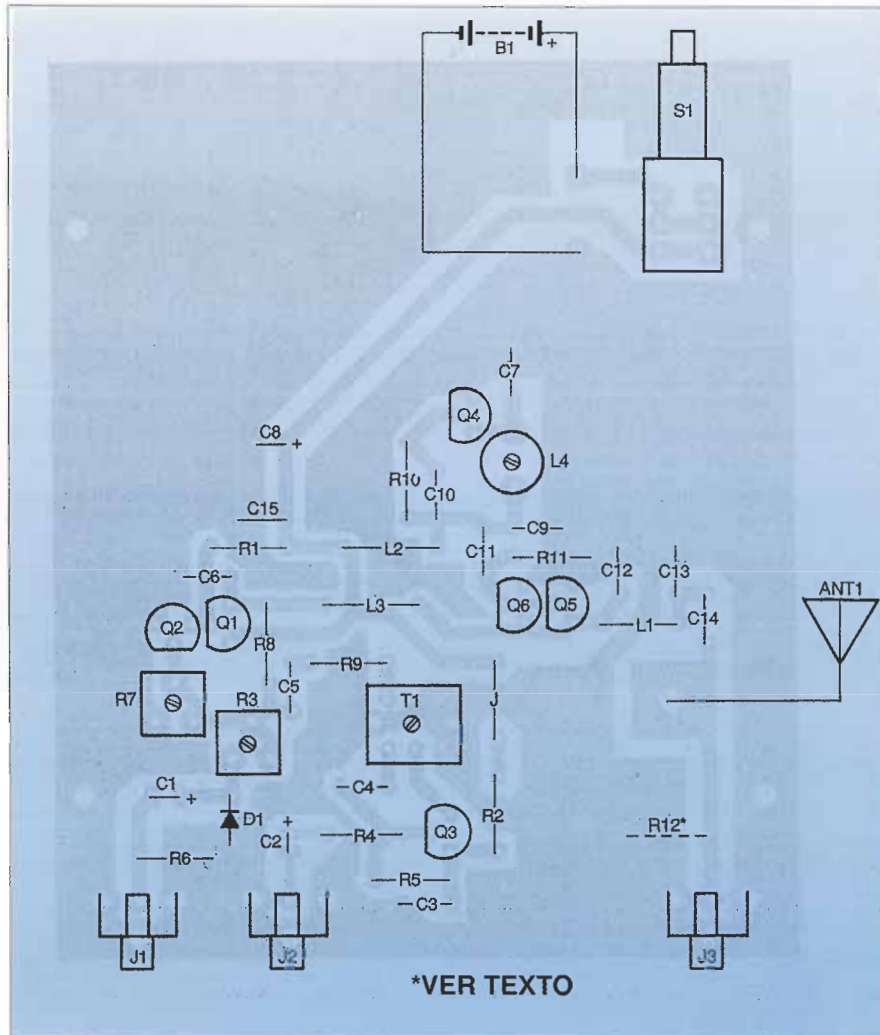 B1
+
S1
C7
Q4
C8
+
L4
R10
C10
C15
C9
R1
L2
C11
R11
C12
C13
C6
ANT1
Q2
Q1
L3
Q6
Q5
L1
C14
R8
R9
C5
R7
R3
T1
J
C4
C1
+
D1
+
C2
R4
Q3
R2
R12*
R6
R5
C3
J1
J2
J3
*VER TEXTO